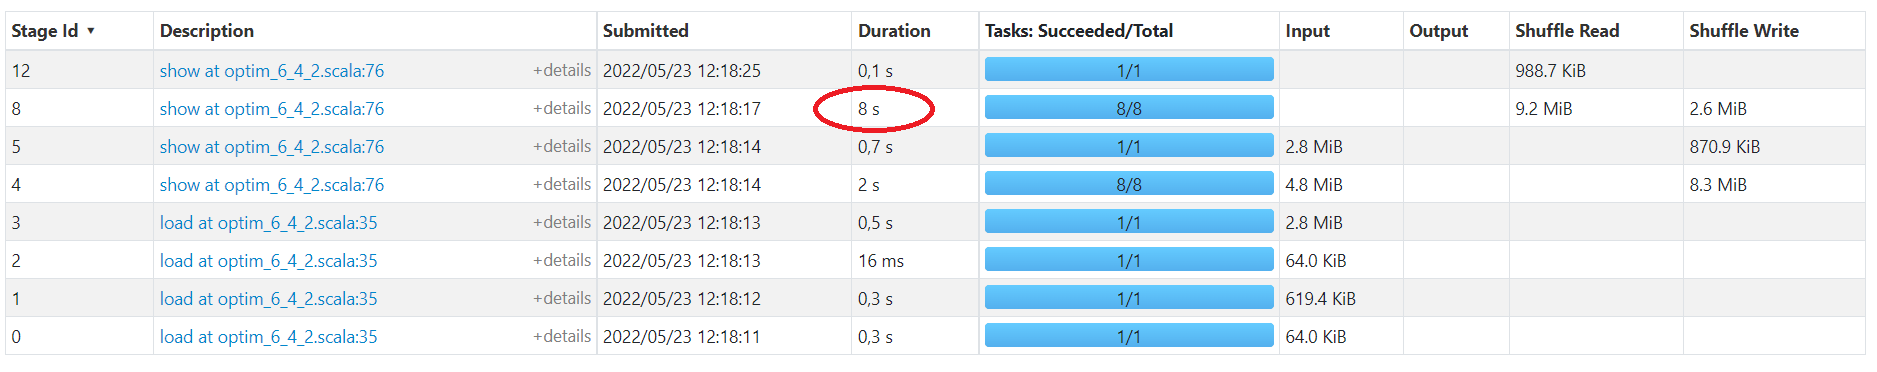 Stage Id ▼ Description Submitted Duration Tasks: Succeeded/Total Input Output Shuffle Read Shuffle Write
12 show at optim_6_4_2.scala:76 +details 2022/05/23 12:18:25 0,1 s 1/1 988.7 KiB
8 show at optim_6_4_2.scala:76 +details 2022/05/23 12:18:17 8 s 8/8 9.2 MiB 2.6 MiB
5 show at optim_6_4_2.scala:76 +details 2022/05/23 12:18:14 0,7 s 1/1 2.8 MiB 870.9 KiB
4 show at optim_6_4_2.scala:76 +details 2022/05/23 12:18:14 2 s 8/8 4.8 MiB 8.3 MiB
3 load at optim_6_4_2.scala:35 +details 2022/05/23 12:18:13 0,5 s 1/1 2.8 MiB
2 load at optim_6_4_2.scala:35 +details 2022/05/23 12:18:13 16 ms 1/1 64.0 KiB
1 load at optim_6_4_2.scala:35 +details 2022/05/23 12:18:12 0,3 s 1/1 619.4 KiB
0 load at optim_6_4_2.scala:35 +details 2022/05/23 12:18:11 0,3 s 1/1 64.0 KiB